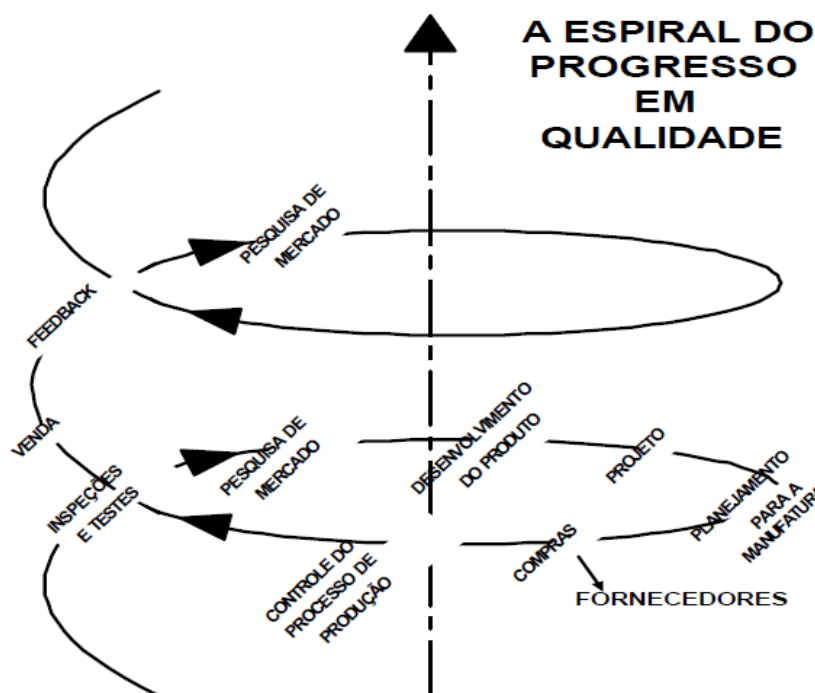 A ESPIRAL DO
PROGRESSO
EM
QUALIDADE
PESQUISA DE
MERCADO
FEEDBACK
VENDA
INSPEÇÕES
E TESTES
PESQUISA DE
MERCADO
DESENVOLVIMENTO
DO PRODUTO
PROJETO
PLANEJAMENTO
PARA A
MANUFATURA
COMPRAS
FORNECEDORES
CONTROLE DO
PROCESSO DE
PRODUÇÃO